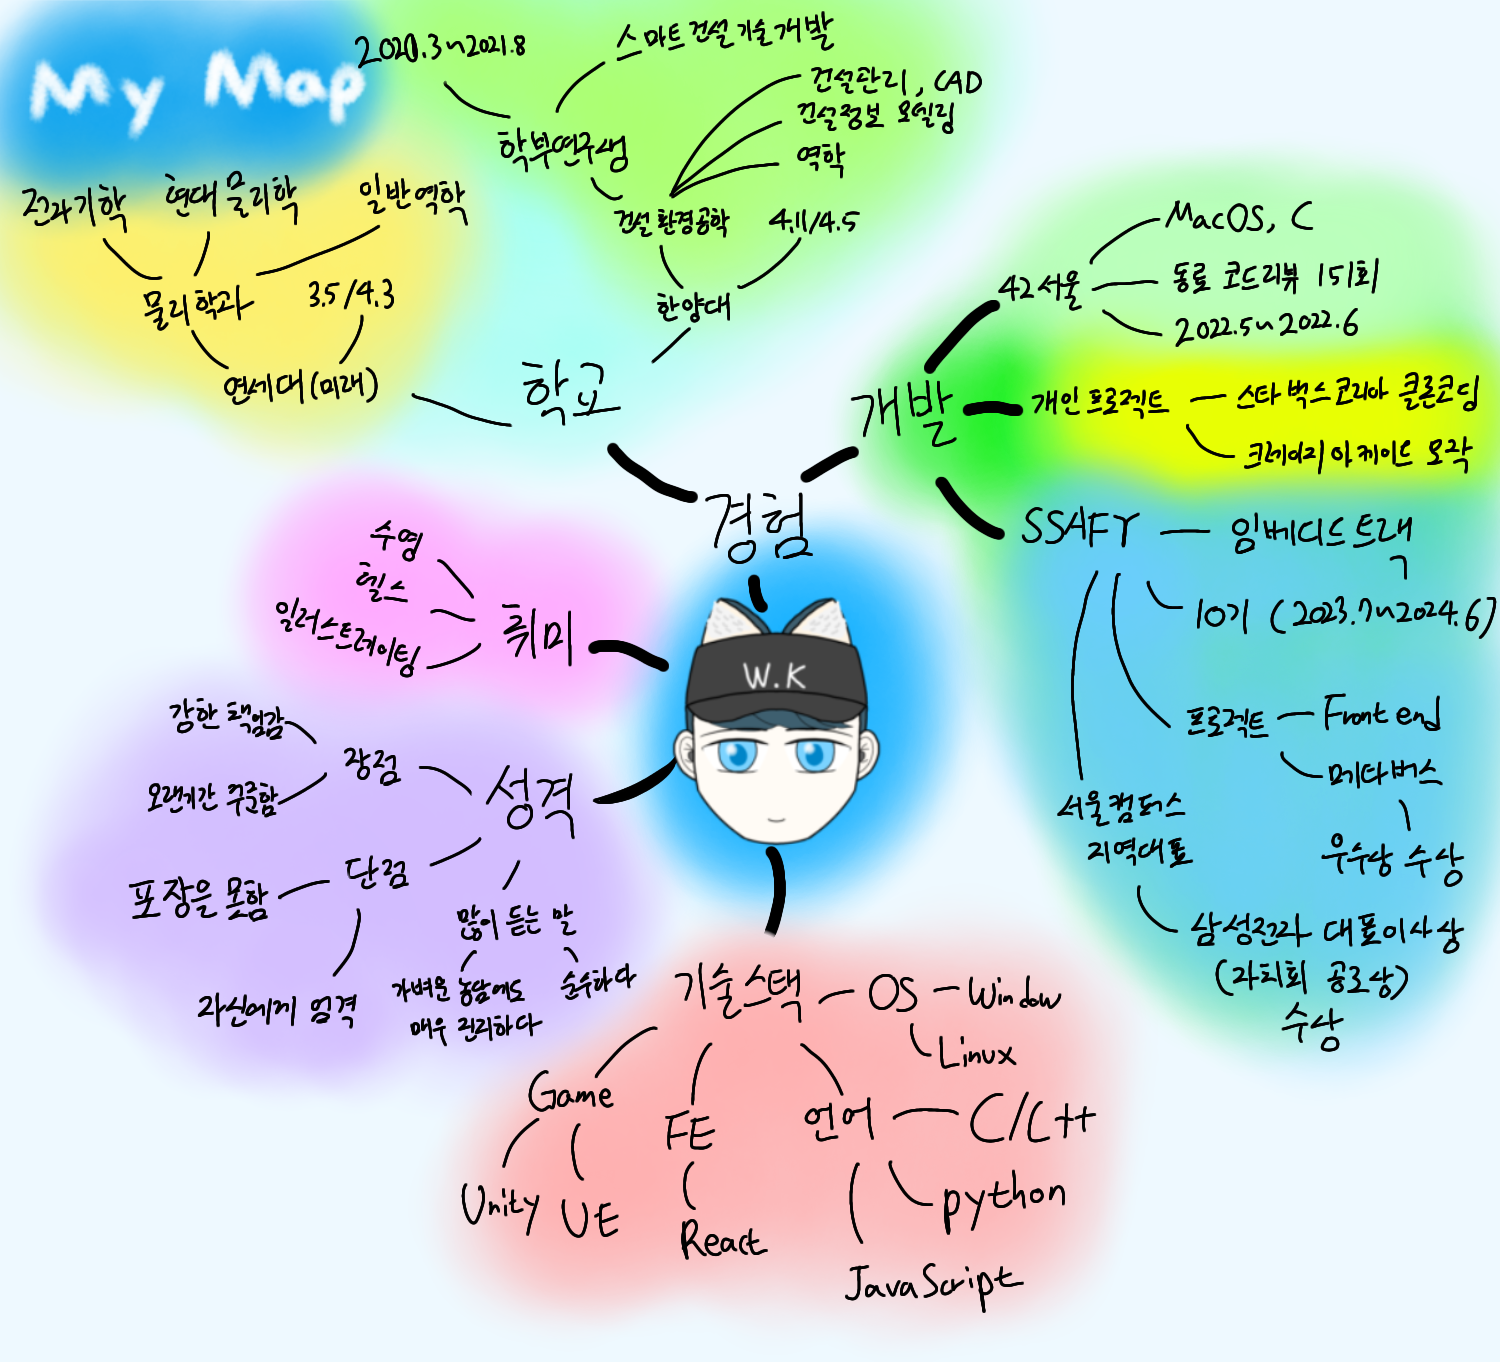 My Map
2020.3~2021.8
스마트 건설 기술 개발
학부연구생
건설관리, CAD
건설정보 모델링
역학
건설환경공학
4.11/4.5
한양대
전자기학
현대 물리학
일반역학
물리학과
3.5/4.3
연세대(미래)
학교
경험
개발
42서울
MacOS, C
동료 코드리뷰 151회
2022.5~2022.6
개인프로젝트
스타벅스코리아 클론코딩
크레이지아케이드 모작
SSAFY
임베디드트랙
10기 (2023.7~2024.6)
프로젝트
Front end
메타버스
우수상 수상
서울캠퍼스
지역대표
삼성전자 대표이사상
(자치회 공로상)
수상
취미
수영
헬스
일러스트레이팅
W.K
성격
장점
강한 책임감
오랜기간 꾸준함
단점
포장을 못함
자신에게 엄격
많이 듣는 말
가벼운 농담에도
매우 진지하다
순수하다
기술스택
OS
Window
Linux
Game
Unity
UE
FE
React
언어
C/C++
python
JavaScript